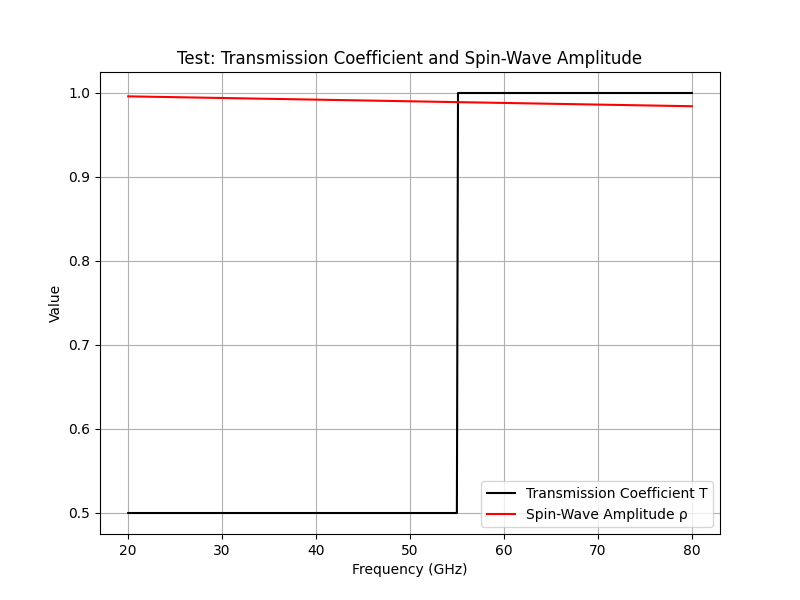 Test: Transmission Coefficient and Spin-Wave Amplitude
Value
1.0
0.9
0.8
0.7
0.6
0.5
20 30 40 50 60 70 80
Frequency (GHz)
Transmission Coefficient T
Spin-Wave Amplitude ρ